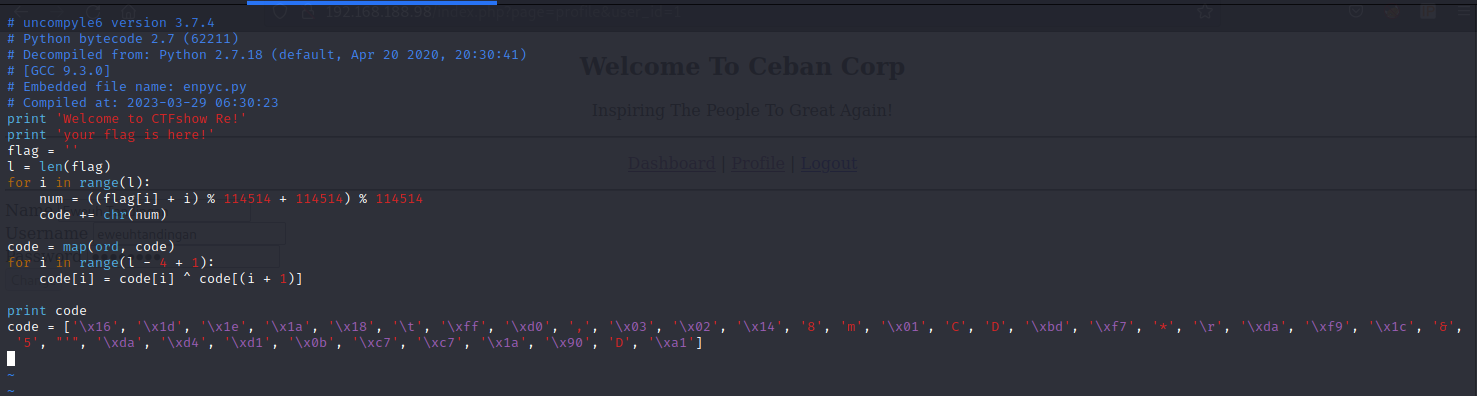 192.168.188.98
# uncompyle6 version 3.7.4
# Python bytecode 2.7 (62211)
# Decompiled from: Python 2.7.18 (default, Apr 20 2020, 20:30:41)
# [GCC 9.3.0]
# Embedded file name: enpyc.py
# Compiled at: 2023-03-29 06:30:23
print 'Welcome to CTFshow Re!'
print 'your flag is here!'
flag = ''
l = len(flag)
for i in range(l):
    num = ((flag[i] + i) % 114514 + 114514) % 114514
    code += chr(num)
code = map(ord, code)
for i in range(l - 4 + 1):
    code[i] = code[i] ^ code[(i + 1)]
print code
code = ['\x16', '\x1d', '\x1e', '\x1a', '\x18', '\t', '\xff', '\xd0', ',', '\x03', '\x02', '\x14', '8', 'm', '\x01', 'C', 'D', '\xbd', '\xf7', '*', '\r', '\xda', '\xf9', '\x1c', '&',
 '5', "'", '\xda', '\xd4', '\xd1', '\x0b', '\xc7', '\xc7', '\x1a', '\x90', 'D', '\xa1']
~
~
Welcome To Ceban Corp
Inspiring The People To Great Again!
Dashboard | Profile | Logout
Name
Username eweuhtandingan